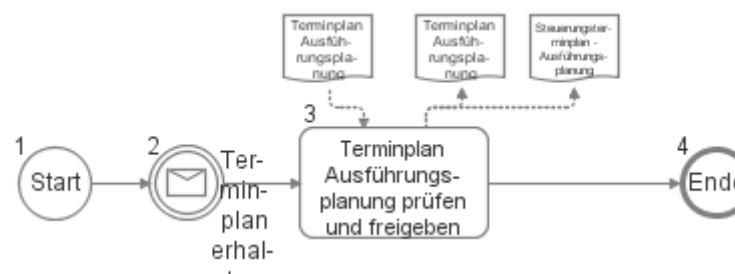 Terminplan
Ausfüh-
rungspla-
nung
Terminplan
Ausfüh-
rungspla-
nung
Steuerungster-
minplan -
Ausführungs-
planung
1
Start
2
Ter-
min-
plan
erhal-
3
Terminplan
Ausführungs-
planung prüfen
und freigeben
4
Ende